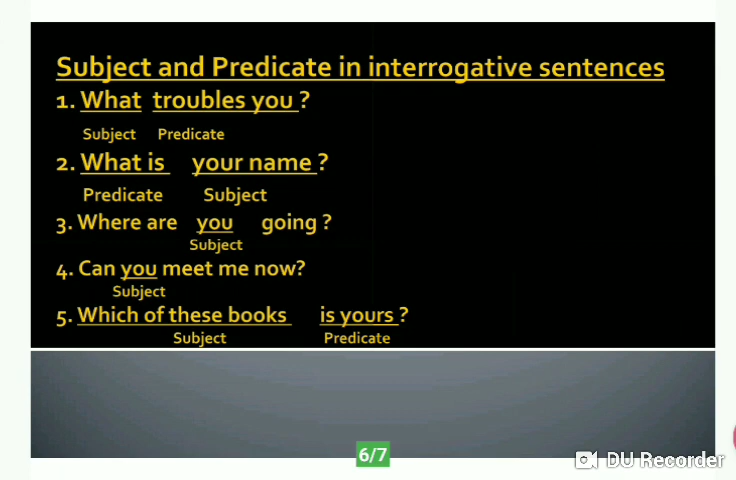 Subject and Predicate in interrogative sentences
1. What troubles you ?
Subject Predicate
2. What is your name ?
Predicate Subject
3. Where are you going ?
Subject
4. Can you meet me now?
Subject
5. Which of these books is yours ?
Subject Predicate
6/7
DU Recorder